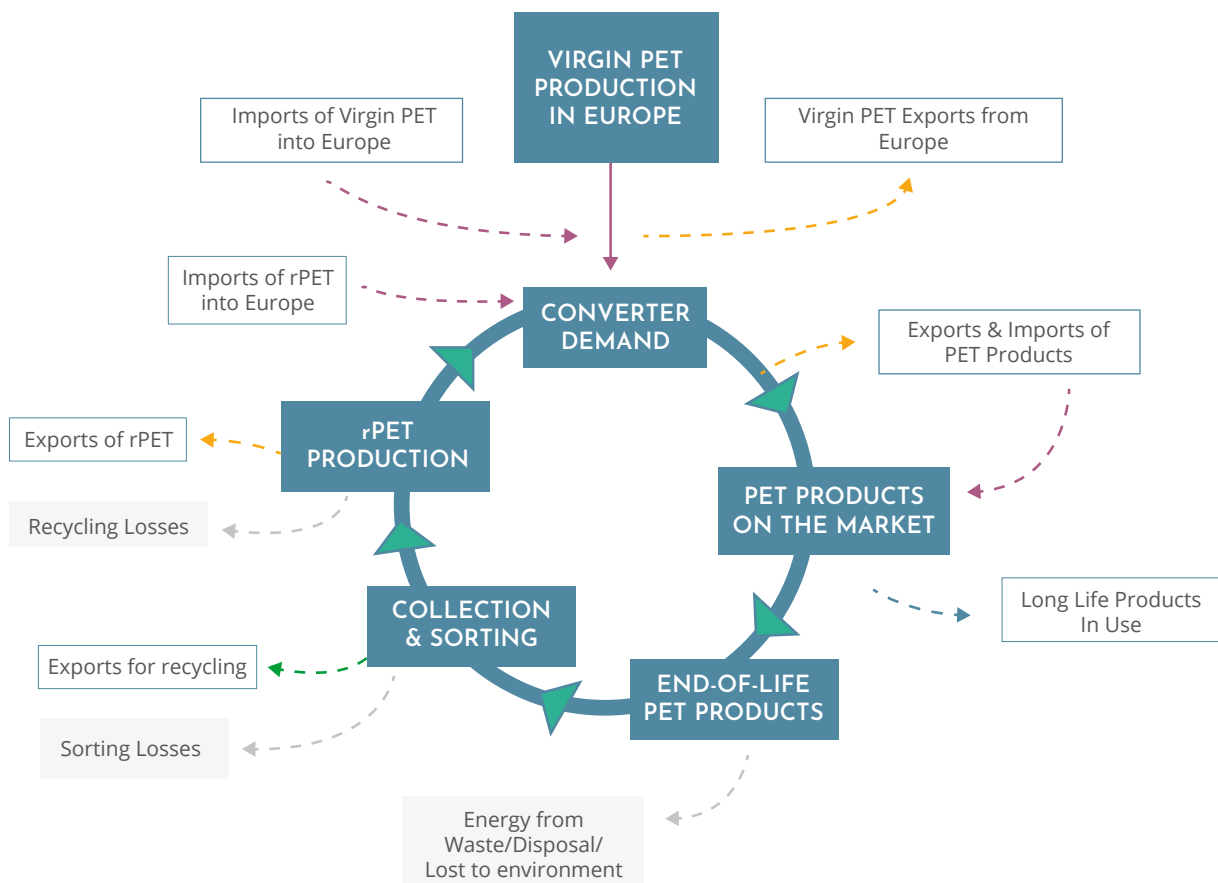 VIRGIN PET
PRODUCTION
IN EUROPE
Imports of Virgin PET
into Europe
Virgin PET Exports from
Europe
Imports of rPET
into Europe
CONVERTER
DEMAND
Exports & Imports of
PET Products
rPET
PRODUCTION
Exports of rPET
Recycling Losses
PET PRODUCTS
ON THE MARKET
COLLECTION
& SORTING
Long Life Products
In Use
Exports for recycling
END-OF-LIFE
PET PRODUCTS
Sorting Losses
Energy from
Waste/Disposal/
Lost to environment